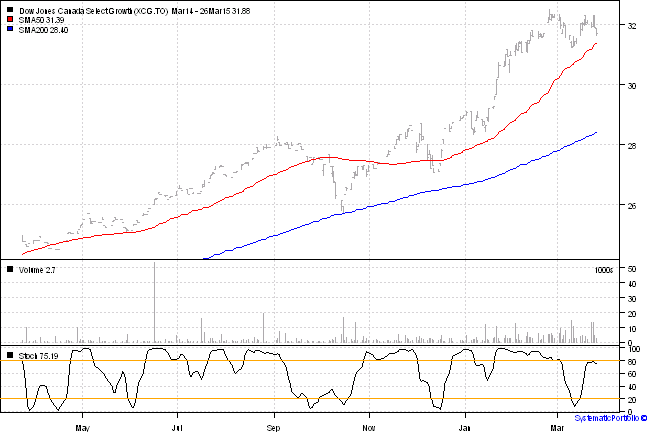 Dow Jones Canada Select Growth (XCG.TO) Mar14 - 26Mar15 31.88
SMA50 31.39
SMA200 28.40
32
30
28
26
Volume 2.7
1000s
50
40
30
20
10
0
Stoch 75.19
100
80
60
40
20
0
May
Jul
Sep
Nov
Jan
Mar
SystematicPortfolio ©